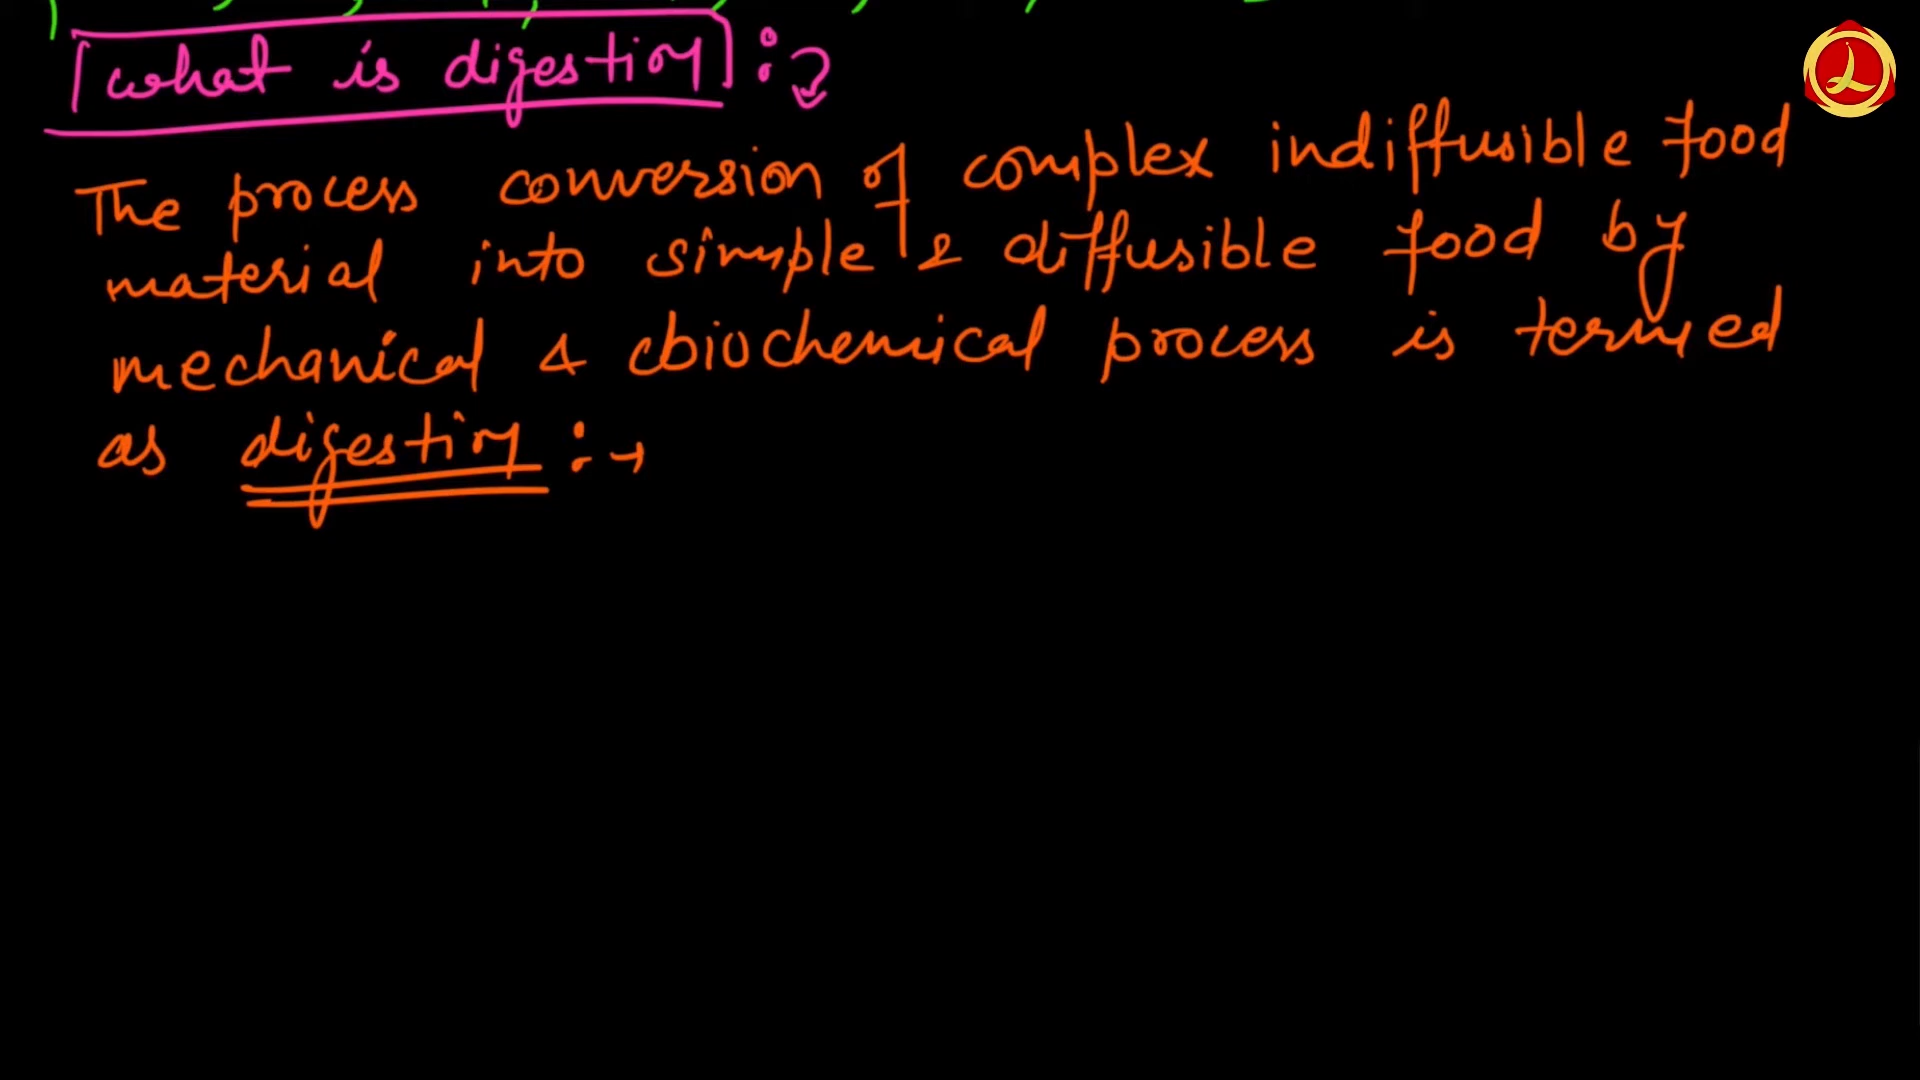 what is digestion :?
The process conversion of complex indiffusible food
material into simple & diffusible food by
mechanical & cbiochemical process is termed
as digestion :→